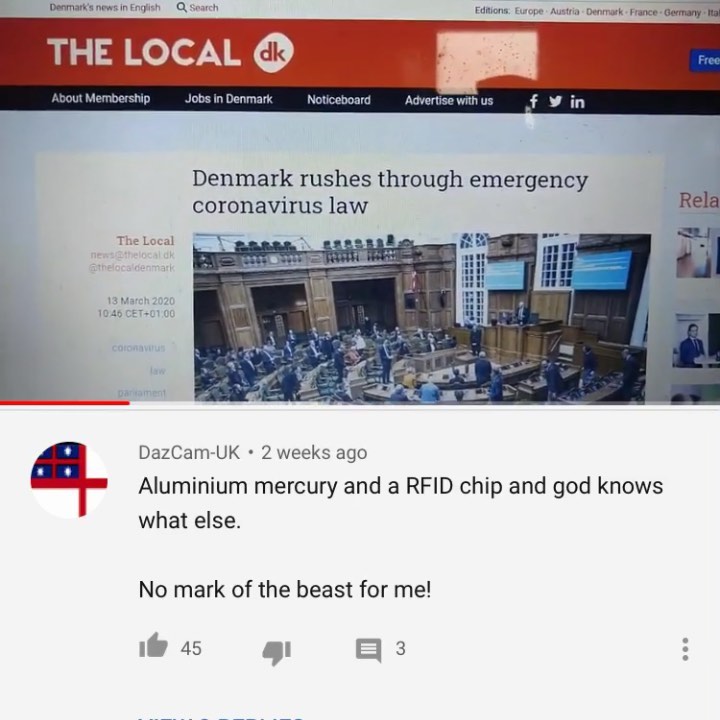 Denmark's news in English Search Editions: Europe · Austria · Denmark · France · Germany · Ital
THE LOCAL dk
Free
About Membership Jobs in Denmark Noticeboard Advertise with us f in
Denmark rushes through emergency
coronavirus law
Rela
The Local
news@thelocal.dk
@thelocaldenmark
13 March 2020
10:46 CET+01:00
coronavirus
law
parliament
DazCam-UK • 2 weeks ago
Aluminium mercury and a RFID chip and god knows
what else.
No mark of the beast for me!
45 3